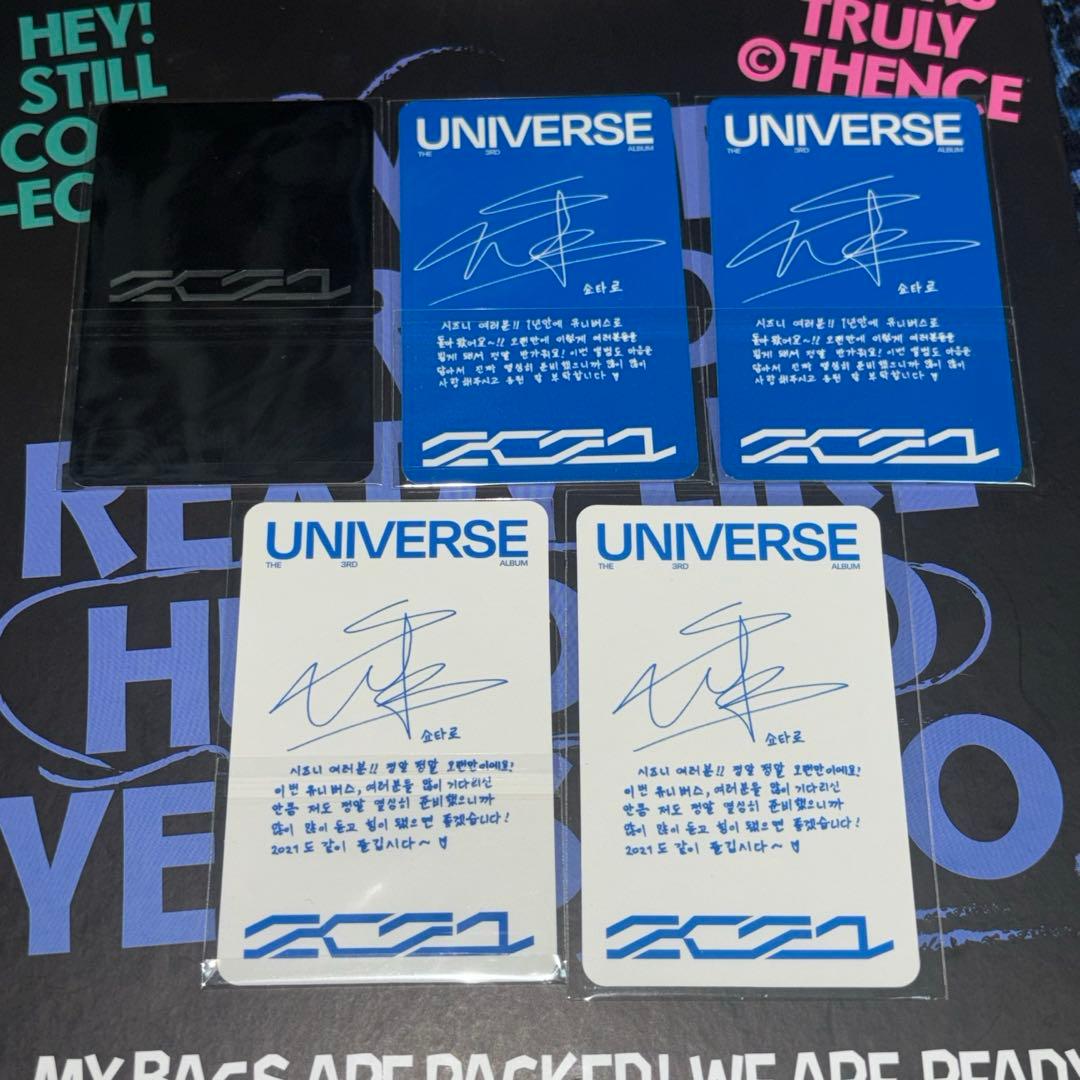 HEY!
STILL
CO
-EC
TRULY
©THENCE
2021
UNIVERSE
THE 3RD ALBUM
쇼타로
시즈니 여러분!! 1년만에 유니버스로
돌아 왔어요~!! 오랜만에 이렇게 여러분들을
뵙게 돼서 정말 반가워요! 이번 앨범도 마음을
담아서 진짜 열심히 준비했으니까 많이 많이
사랑해주시고 응원 잘 부탁합니다
2021
UNIVERSE
THE 3RD ALBUM
쇼타로
시즈니 여러분!! 1년만에 유니버스로
돌아 왔어요~!! 오랜만에 이렇게 여러분들을
뵙게 돼서 정말 반가워요! 이번 앨범도 마음을
담아서 진짜 열심히 준비했으니까 많이 많이
사랑해주시고 응원 잘 부탁합니다
2021
READY
UNIVERSE
THE 3RD ALBUM
쇼타로
시즈니 여러분!! 정말 정말 오랜만이에요!
이번 유니버스, 여러분들 많이 기다리신
만큼 저도 정말 열심히 준비했으니까
많이 많이 듣고 힘이 됐으면 좋겠습니다!
2021도 같이 즐깁시다~
2021
UNIVERSE
THE 3RD ALBUM
쇼타로
시즈니 여러분!! 정말 정말 오랜만이에요!
이번 유니버스, 여러분들 많이 기다리신
만큼 저도 정말 열심히 준비했으니까
많이 많이 듣고 힘이 됐으면 좋겠습니다!
2021도 같이 즐깁시다~
2021
MY BAGS ARE PACKED! WE ARE READY